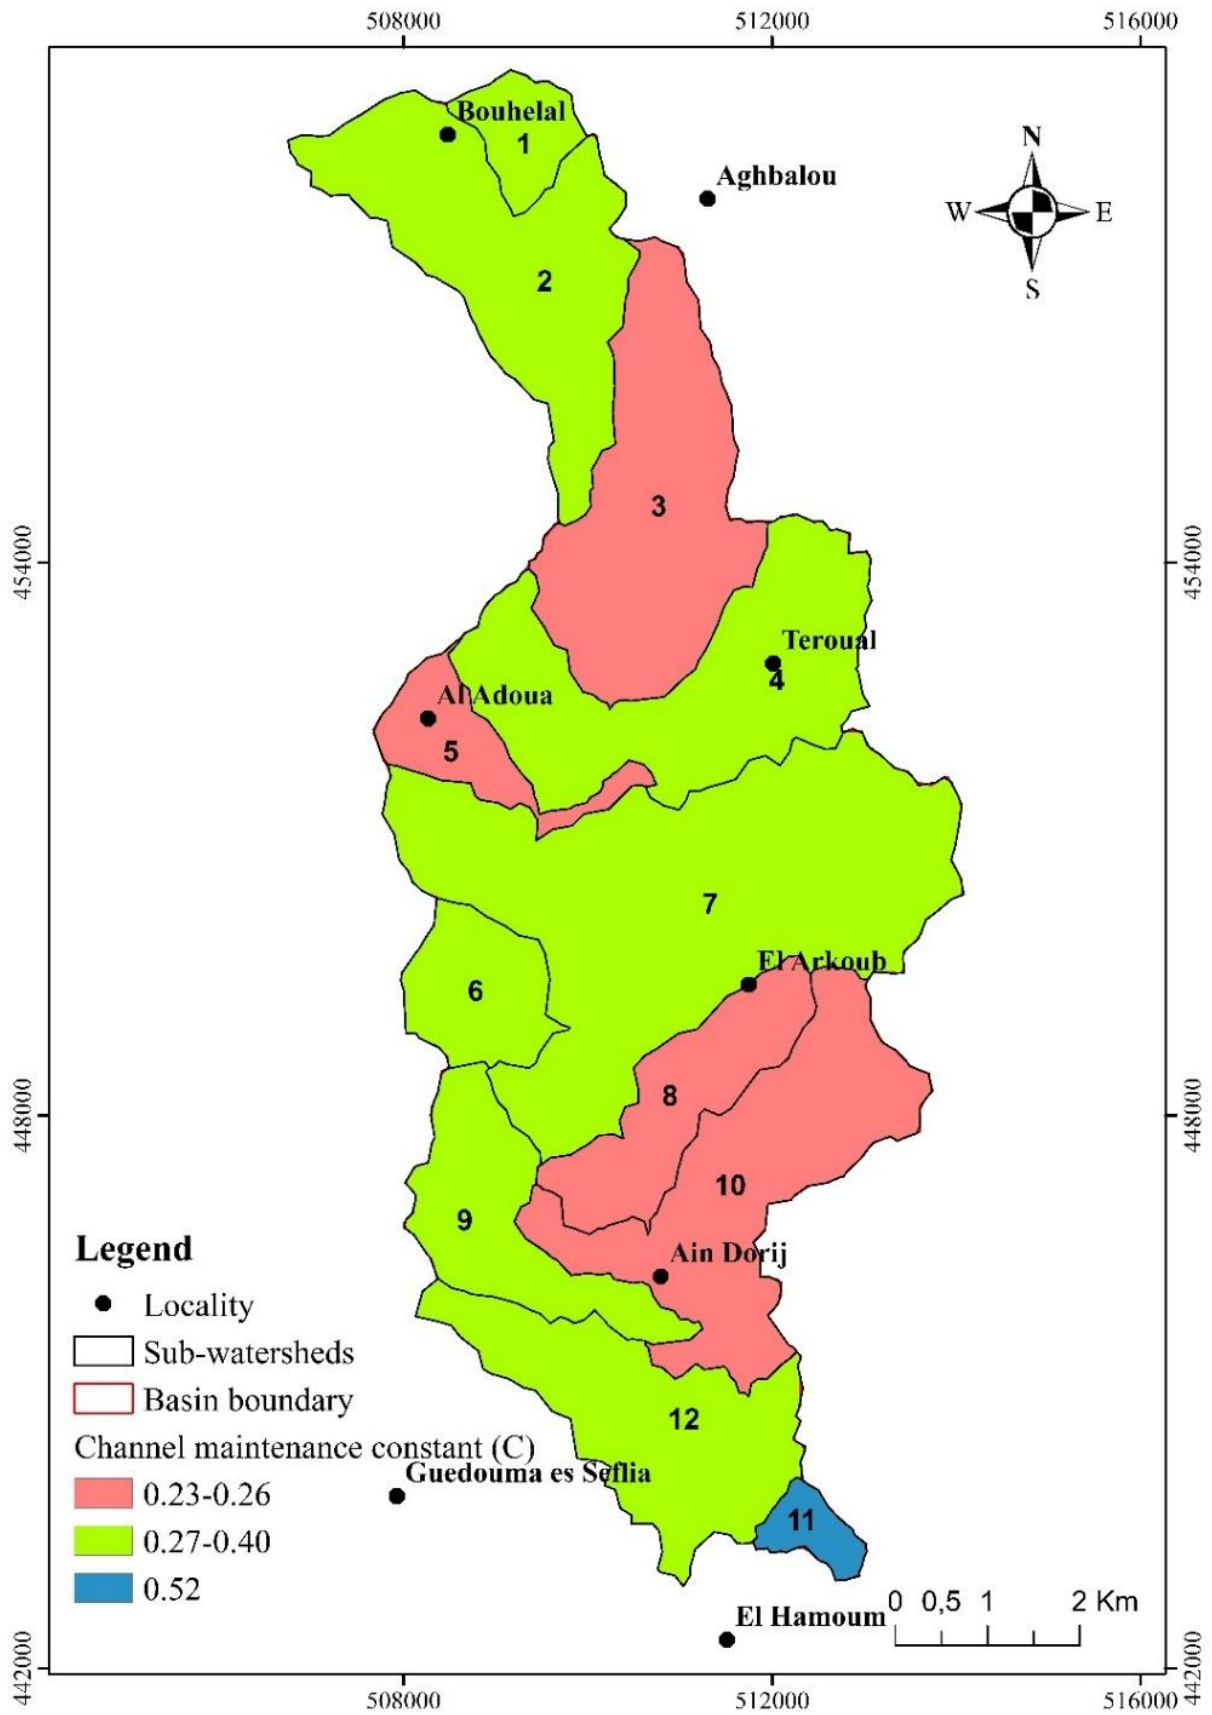 508000 512000 516000
Bouhelal
1
Aghbalou
N
W E
S
2
3
454000 454000
Teroual
4
Al Adoua
5
7
El Arkoub
6
8
448000 448000
10
9
Ain Dorij
Legend
Locality
Sub-watersheds
Basin boundary
Channel maintenance constant (C)
0.23-0.26
0.27-0.40
0.52
12
Guedouma es Seflia
11
El Hamoum
0 0,5 1 2 Km
442000 442000
508000 512000 516000